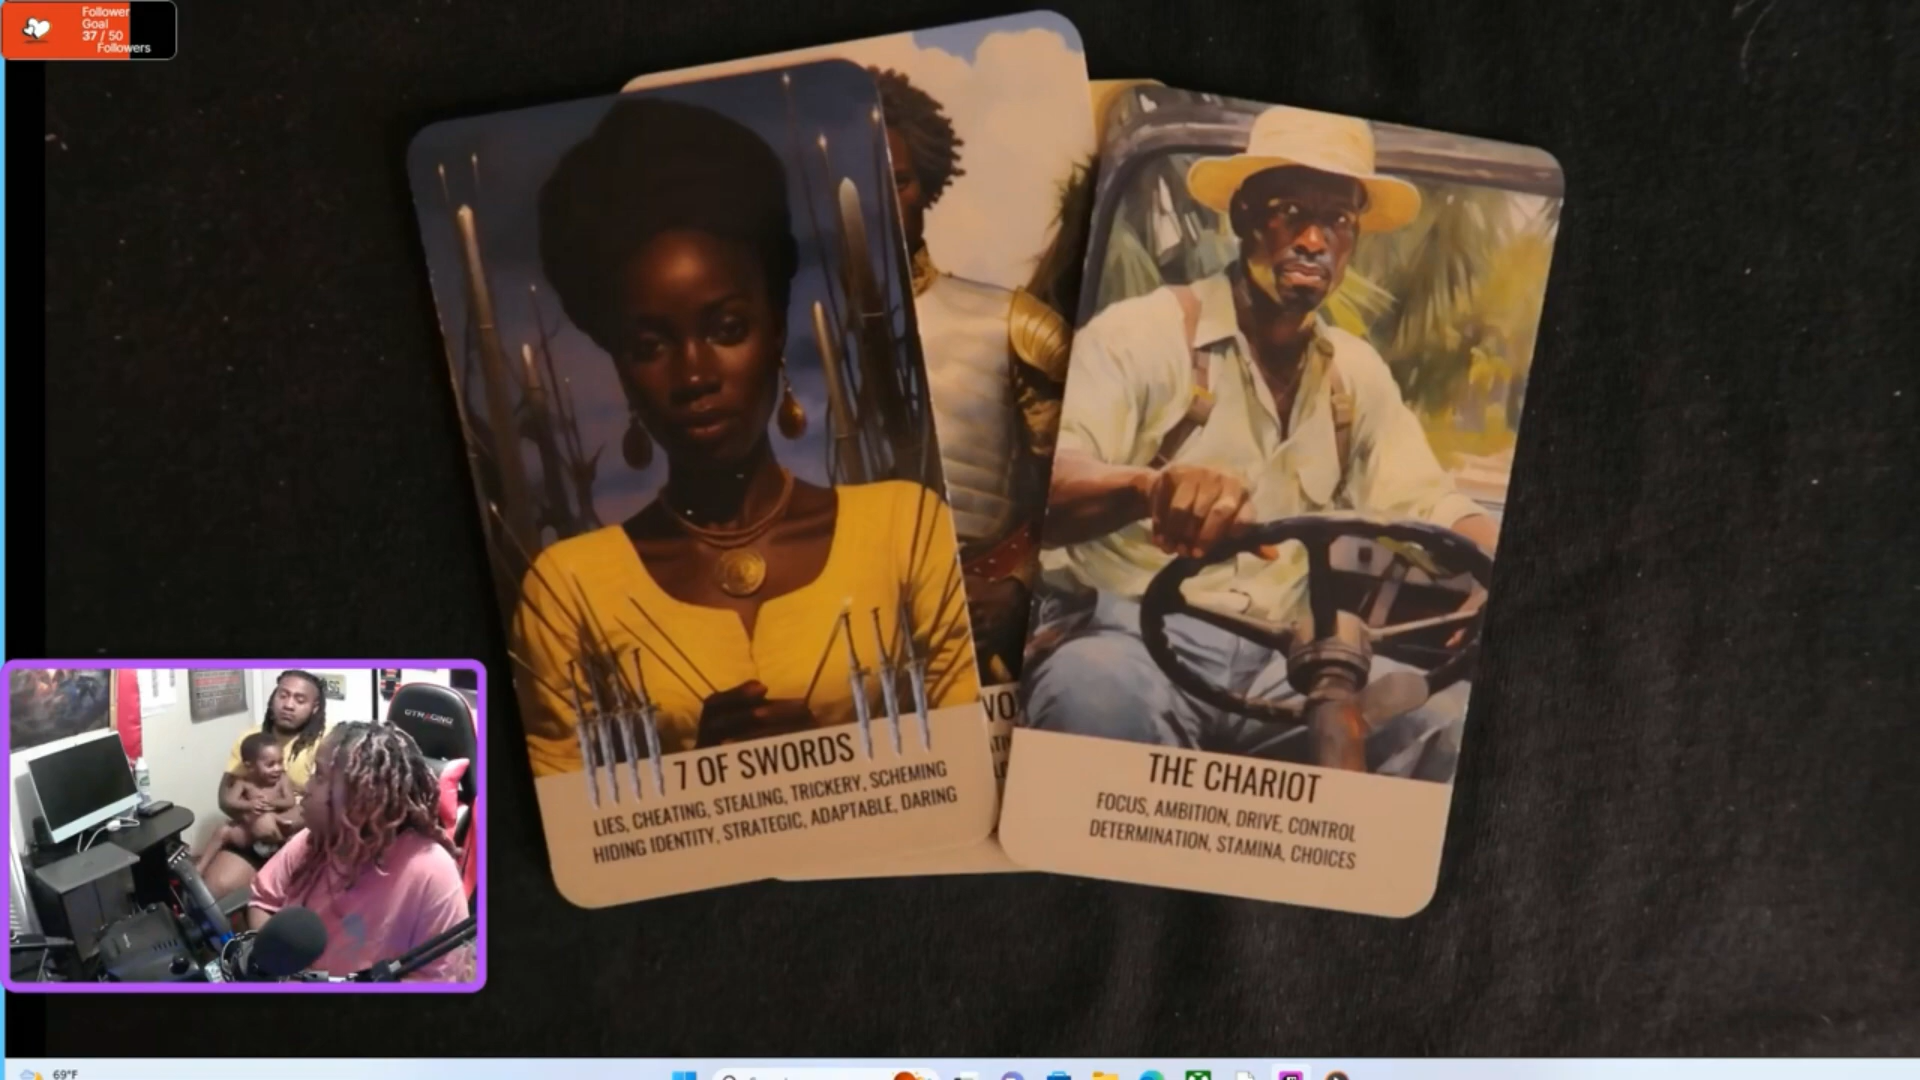 Follower
Goal
37 / 50
Followers
7 OF SWORDS
LIES, CHEATING, STEALING, TRICKERY, SCHEMING
HIDING IDENTITY, STRATEGIC, ADAPTABLE, DARING
THE CHARIOT
FOCUS, AMBITION, DRIVE, CONTROL
DETERMINATION, STAMINA, CHOICES
GTRACING
69°F